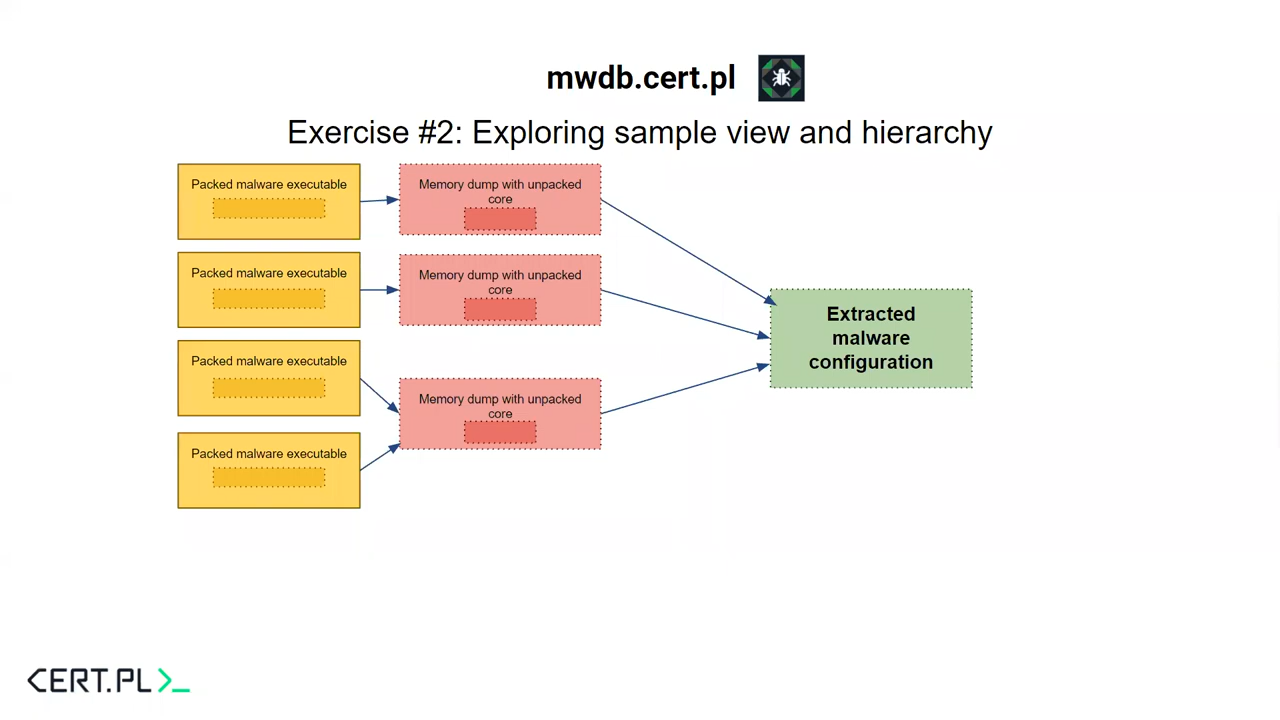 mwdb.cert.pl
Exercise #2: Exploring sample view and hierarchy
Packed malware executable
Memory dump with unpacked
core
Packed malware executable
Memory dump with unpacked
core
Extracted
malware
configuration
Packed malware executable
Memory dump with unpacked
core
Packed malware executable
CERT.PL>_